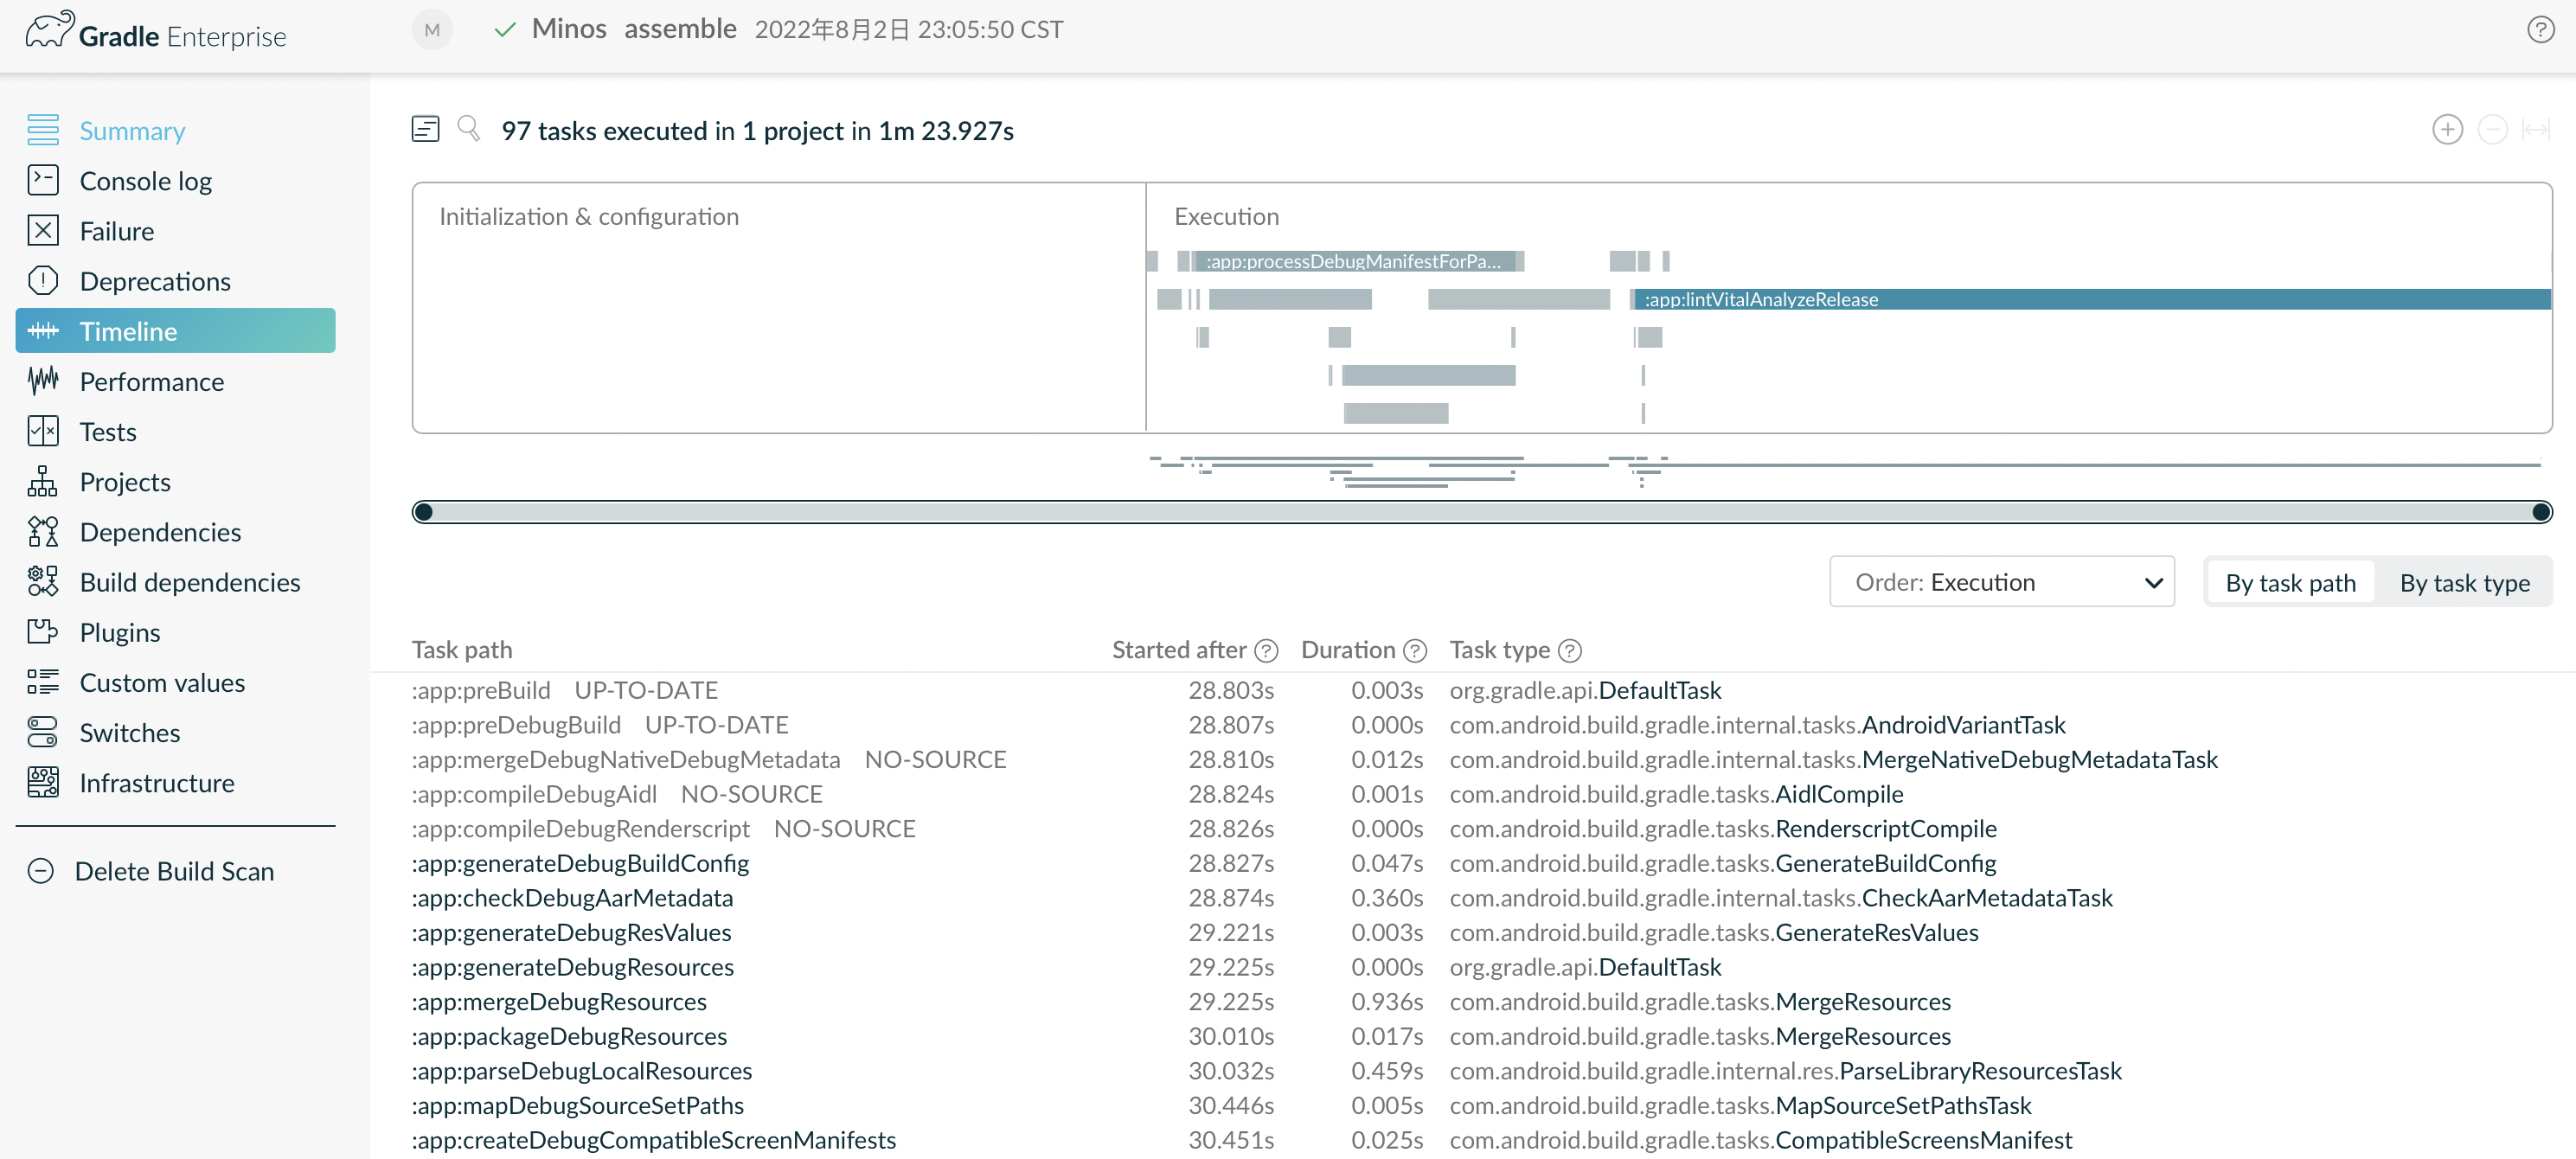 Gradle Enterprise
M Minos assemble 2022年8月2日 23:05:50 CST
Summary
Console log
Failure
Deprecations
Timeline
Performance
Tests
Projects
Dependencies
Build dependencies
Plugins
Custom values
Switches
Infrastructure
Delete Build Scan
97 tasks executed in 1 project in 1m 23.927s
Initialization & configuration
Execution
:app:processDebugManifestForPa...
:app:lintVitalAnalyzeRelease
Order: Execution
By task path By task type
Task path Started after ? Duration ? Task type ?
:app:preBuild UP-TO-DATE 28.803s 0.003s org.gradle.api.DefaultTask
:app:preDebugBuild UP-TO-DATE 28.807s 0.000s com.android.build.gradle.internal.tasks.AndroidVariantTask
:app:mergeDebugNativeDebugMetadata NO-SOURCE 28.810s 0.012s com.android.build.gradle.internal.tasks.MergeNativeDebugMetadataTask
:app:compileDebugAidl NO-SOURCE 28.824s 0.001s com.android.build.gradle.tasks.AidlCompile
:app:compileDebugRenderscript NO-SOURCE 28.826s 0.000s com.android.build.gradle.tasks.RenderscriptCompile
:app:generateDebugBuildConfig 28.827s 0.047s com.android.build.gradle.tasks.GenerateBuildConfig
:app:checkDebugAarMetadata 28.874s 0.360s com.android.build.gradle.internal.tasks.CheckAarMetadataTask
:app:generateDebugResValues 29.221s 0.003s com.android.build.gradle.tasks.GenerateResValues
:app:generateDebugResources 29.225s 0.000s org.gradle.api.DefaultTask
:app:mergeDebugResources 29.225s 0.936s com.android.build.gradle.tasks.MergeResources
:app:packageDebugResources 30.010s 0.017s com.android.build.gradle.tasks.MergeResources
:app:parseDebugLocalResources 30.032s 0.459s com.android.build.gradle.internal.res.ParseLibraryResourcesTask
:app:mapDebugSourceSetPaths 30.446s 0.005s com.android.build.gradle.tasks.MapSourceSetPathsTask
:app:createDebugCompatibleScreenManifests 30.451s 0.025s com.android.build.gradle.tasks.CompatibleScreensManifest